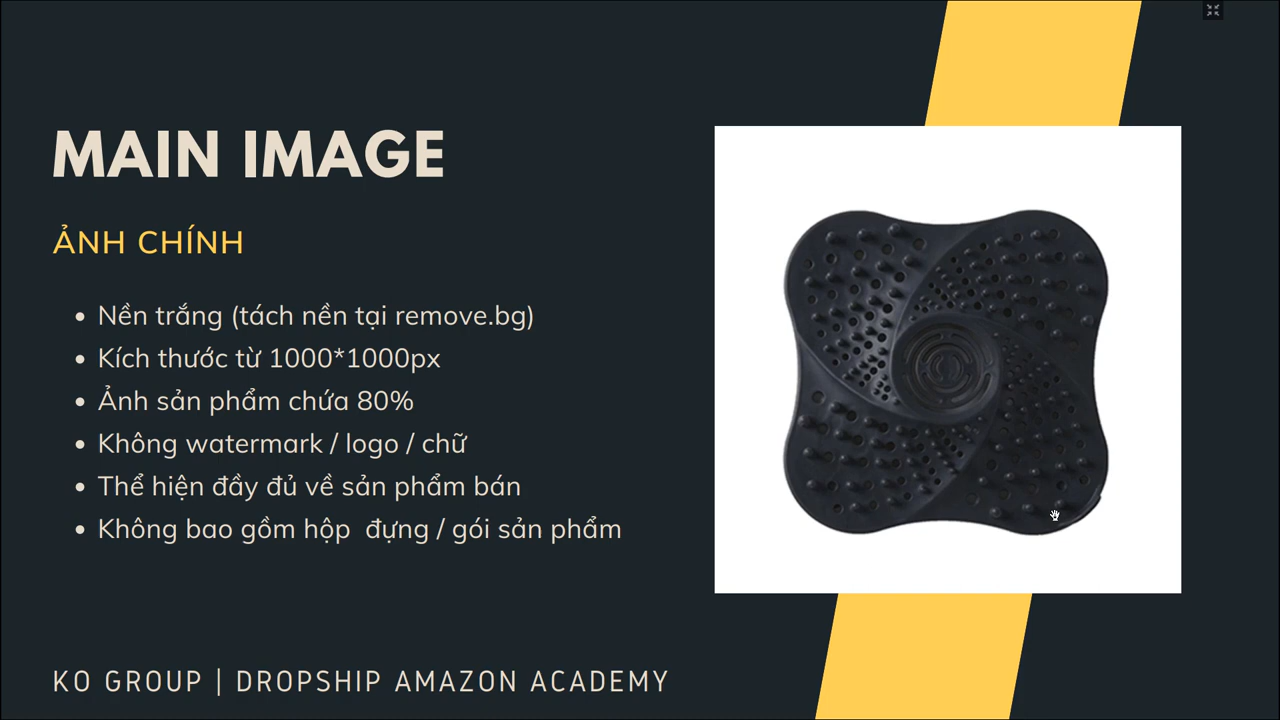 MAIN IMAGE
ẢNH CHÍNH
• Nền trắng (tách nền tại remove.bg)
• Kích thước từ 1000*1000px
• Ảnh sản phẩm chứa 80%
• Không watermark / logo / chữ
• Thể hiện đầy đủ về sản phẩm bán
• Không bao gồm hộp  đựng / gói sản phẩm
KO GROUP | DROPSHIP AMAZON ACADEMY